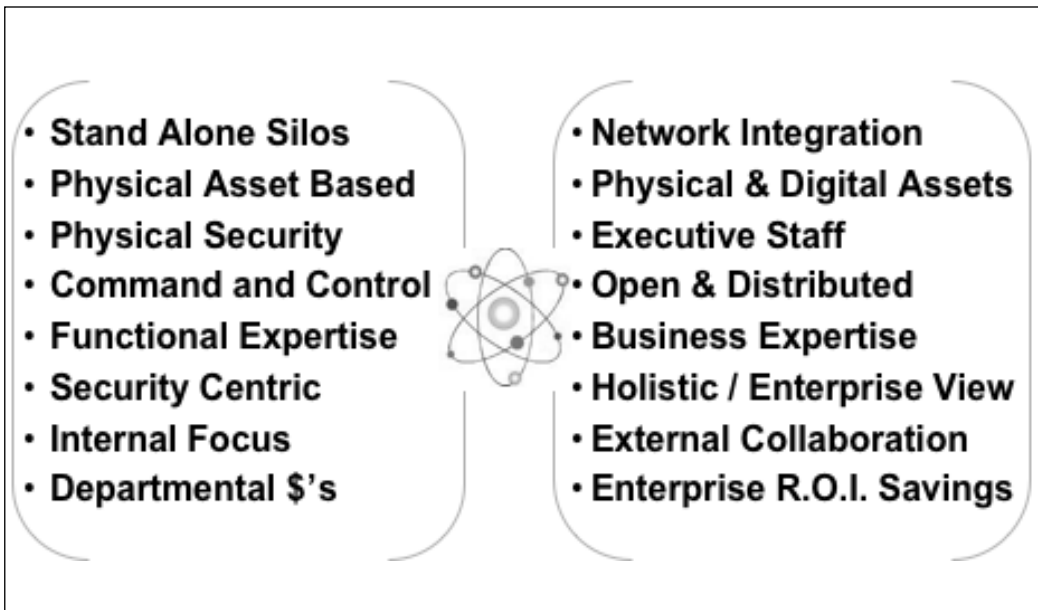 • Stand Alone Silos
• Physical Asset Based
• Physical Security
• Command and Control
• Functional Expertise
• Security Centric
• Internal Focus
• Departmental $'s
• Network Integration
• Physical & Digital Assets
• Executive Staff
• Open & Distributed
• Business Expertise
• Holistic / Enterprise View
• External Collaboration
• Enterprise R.O.I. Savings